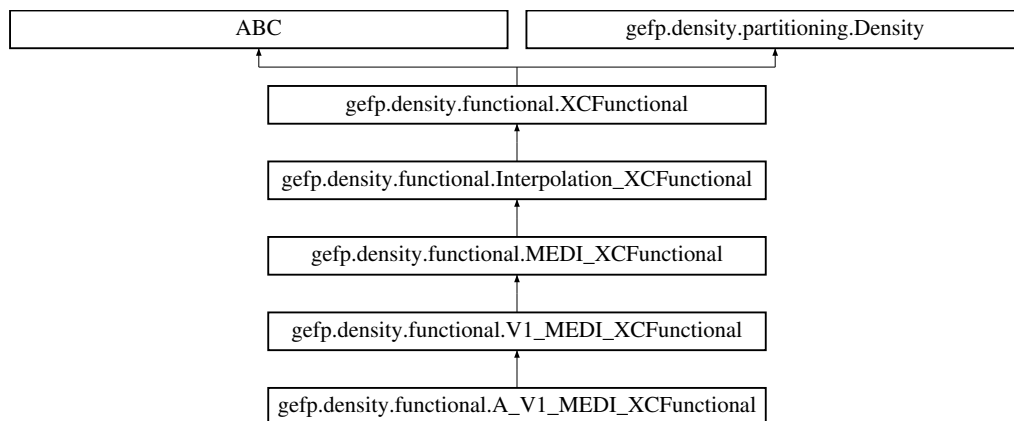 ABC
gefp.density.partitioning.Density
gefp.density.functional.XCFunctional
gefp.density.functional.Interpolation_XCFunctional
gefp.density.functional.MEDI_XCFunctional
gefp.density.functional.V1_MEDI_XCFunctional
gefp.density.functional.A_V1_MEDI_XCFunctional